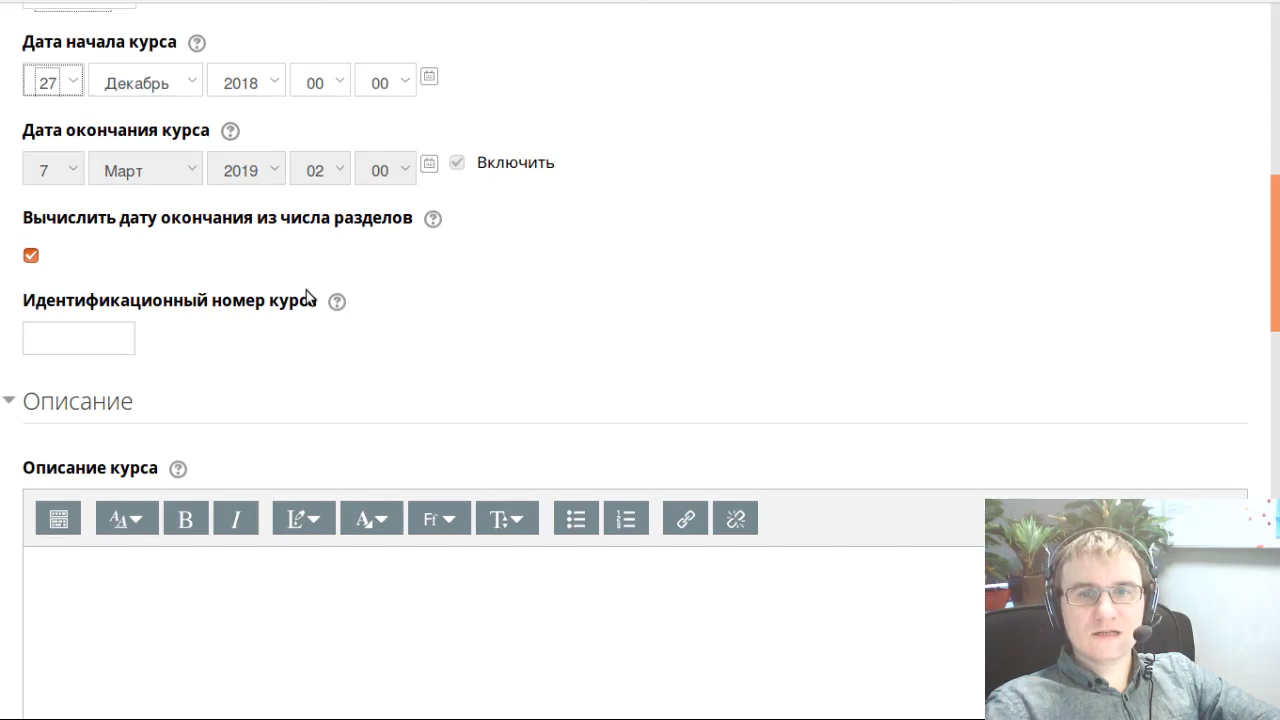 Дата начала курса
27 Декабрь 2018 00 00
Дата окончания курса
7 Март 2019 02 00 Включить
Вычислить дату окончания из числа разделов
Идентификационный номер курса
Описание
Описание курса
B I Ff T